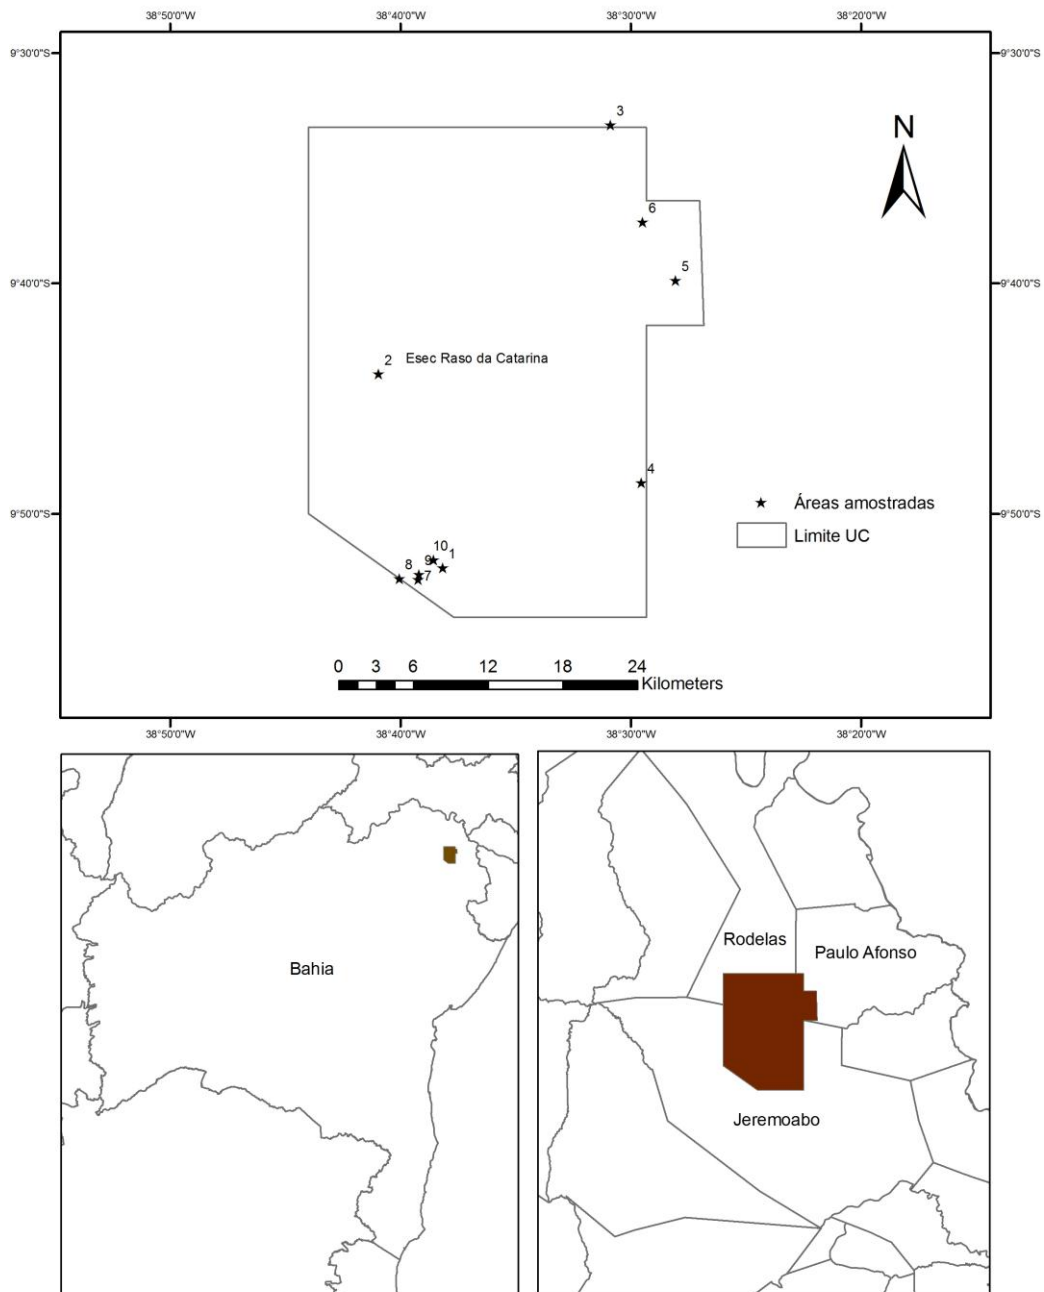 38°50'0"W 38°40'0"W 38°30'0"W 38°20'0"W
9°30'0"S 9°30'0"S
3
N
6
9°40'0"S 5 9°40'0"S
2 Esec Raso da Catarina
4
Áreas amostradas
9°50'0"S 9°50'0"S
Limite UC
10
8 9 1
7
0 3 6 12 18 24
Kilometers
38°50'0"W 38°40'0"W 38°30'0"W 38°20'0"W
Bahia
Rodelas
Paulo Afonso
Jeremoabo